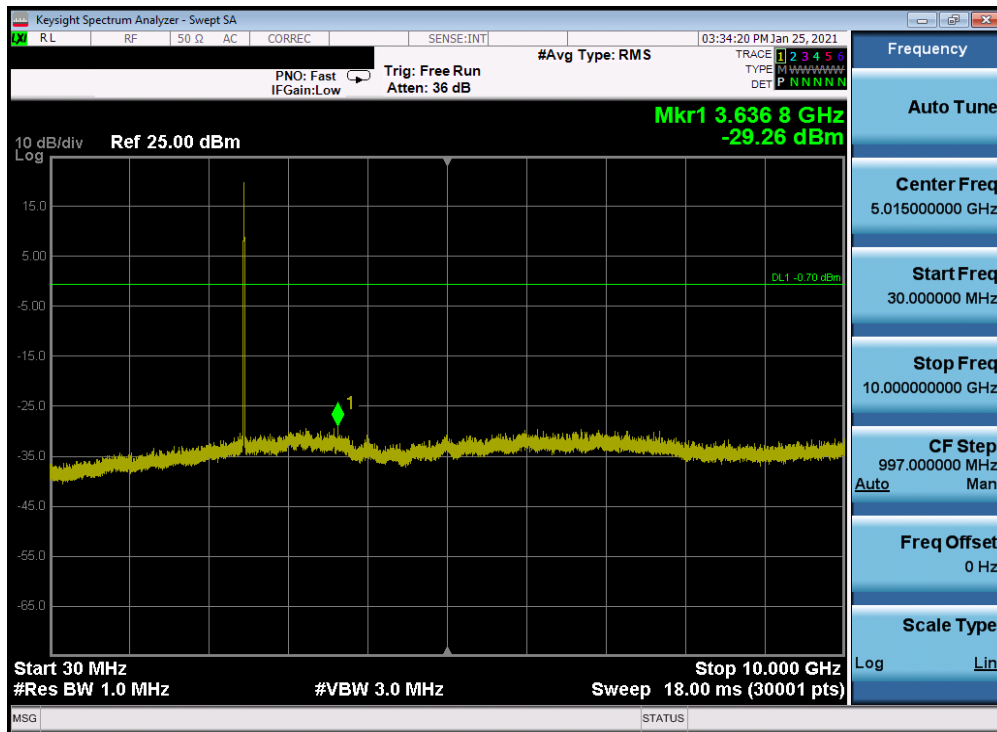 Keysight Spectrum Analyzer - Swept SA
LXI RL RF 50 Ω AC CORREC SENSE:INT 03:34:20 PM Jan 25, 2021
Frequency
#Avg Type: RMS
TRACE 1 2 3 4 5 6
TYPE M WWWWW
DET P N N N N N
PNO: Fast
IFGain:Low
Trig: Free Run
Atten: 36 dB
Mkr1 3.636 8 GHz
-29.26 dBm
10 dB/div
Log
Ref 25.00 dBm
15.0
5.00
DL1 -0.70 dBm
-5.00
-15.0
-25.0
1
-35.0
-45.0
-55.0
-65.0
Start 30 MHz
Stop 10.000 GHz
#Res BW 1.0 MHz
#VBW 3.0 MHz
Sweep 18.00 ms (30001 pts)
MSG
STATUS
Auto Tune
Center Freq
5.015000000 GHz
Start Freq
30.000000 MHz
Stop Freq
10.000000000 GHz
CF Step
997.000000 MHz
Auto Man
Freq Offset
0 Hz
Scale Type
Log Lin